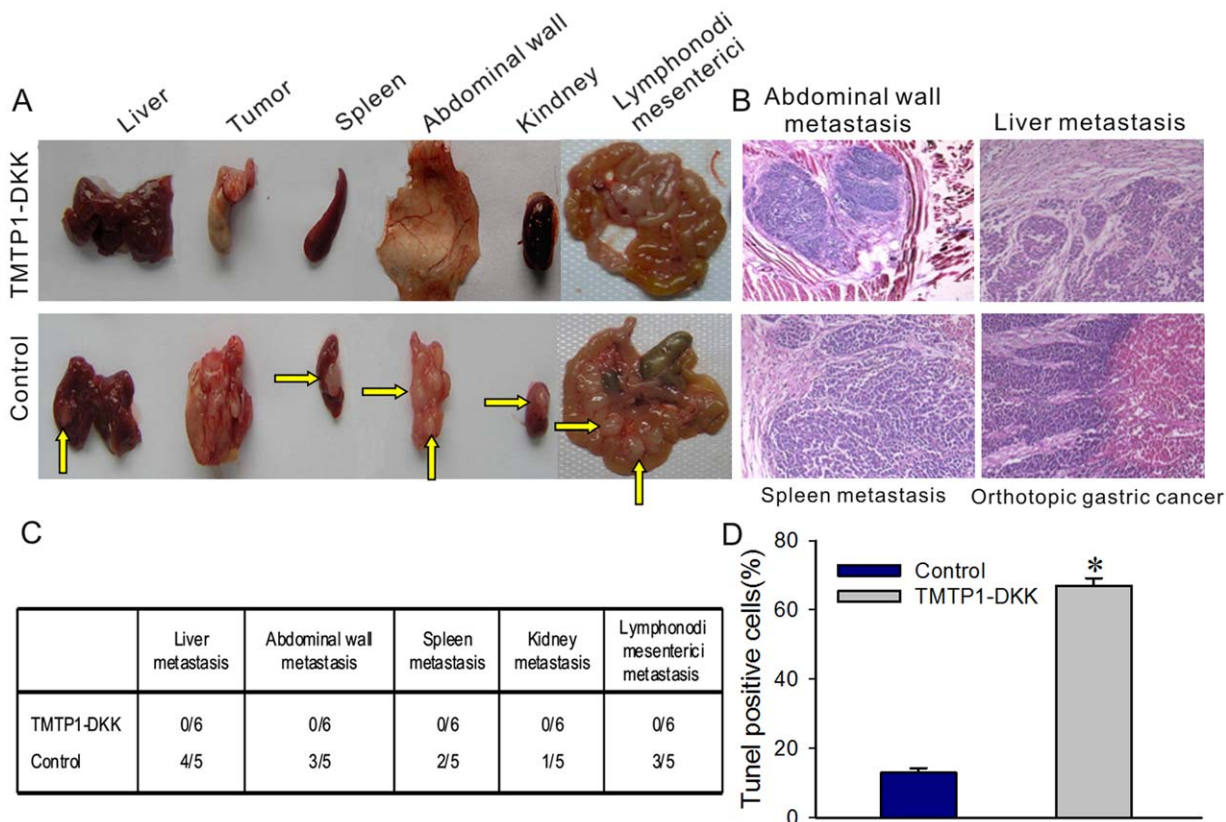 A
Liver
Tumor
Spleen
Abdominal wall
Kindney
Lymphonodi
mesenterici
TMTP1-DKK
Control
B
Abdominal wall
metastasis
Liver metastasis
Spleen metastasis
Orthotopic gastric cancer
C
Liver
metastasis
Abdominal wall
metastasis
Spleen
metastasis
Kidney
metastasis
Lymphonodi
mesenterici
metastasis
TMTP1-DKK 0/6 0/6 0/6 0/6 0/6
Control 4/5 3/5 2/5 1/5 3/5
D
Tunel positive cells(%)
80
60
40
20
0
Control
TMTP1-DKK
*